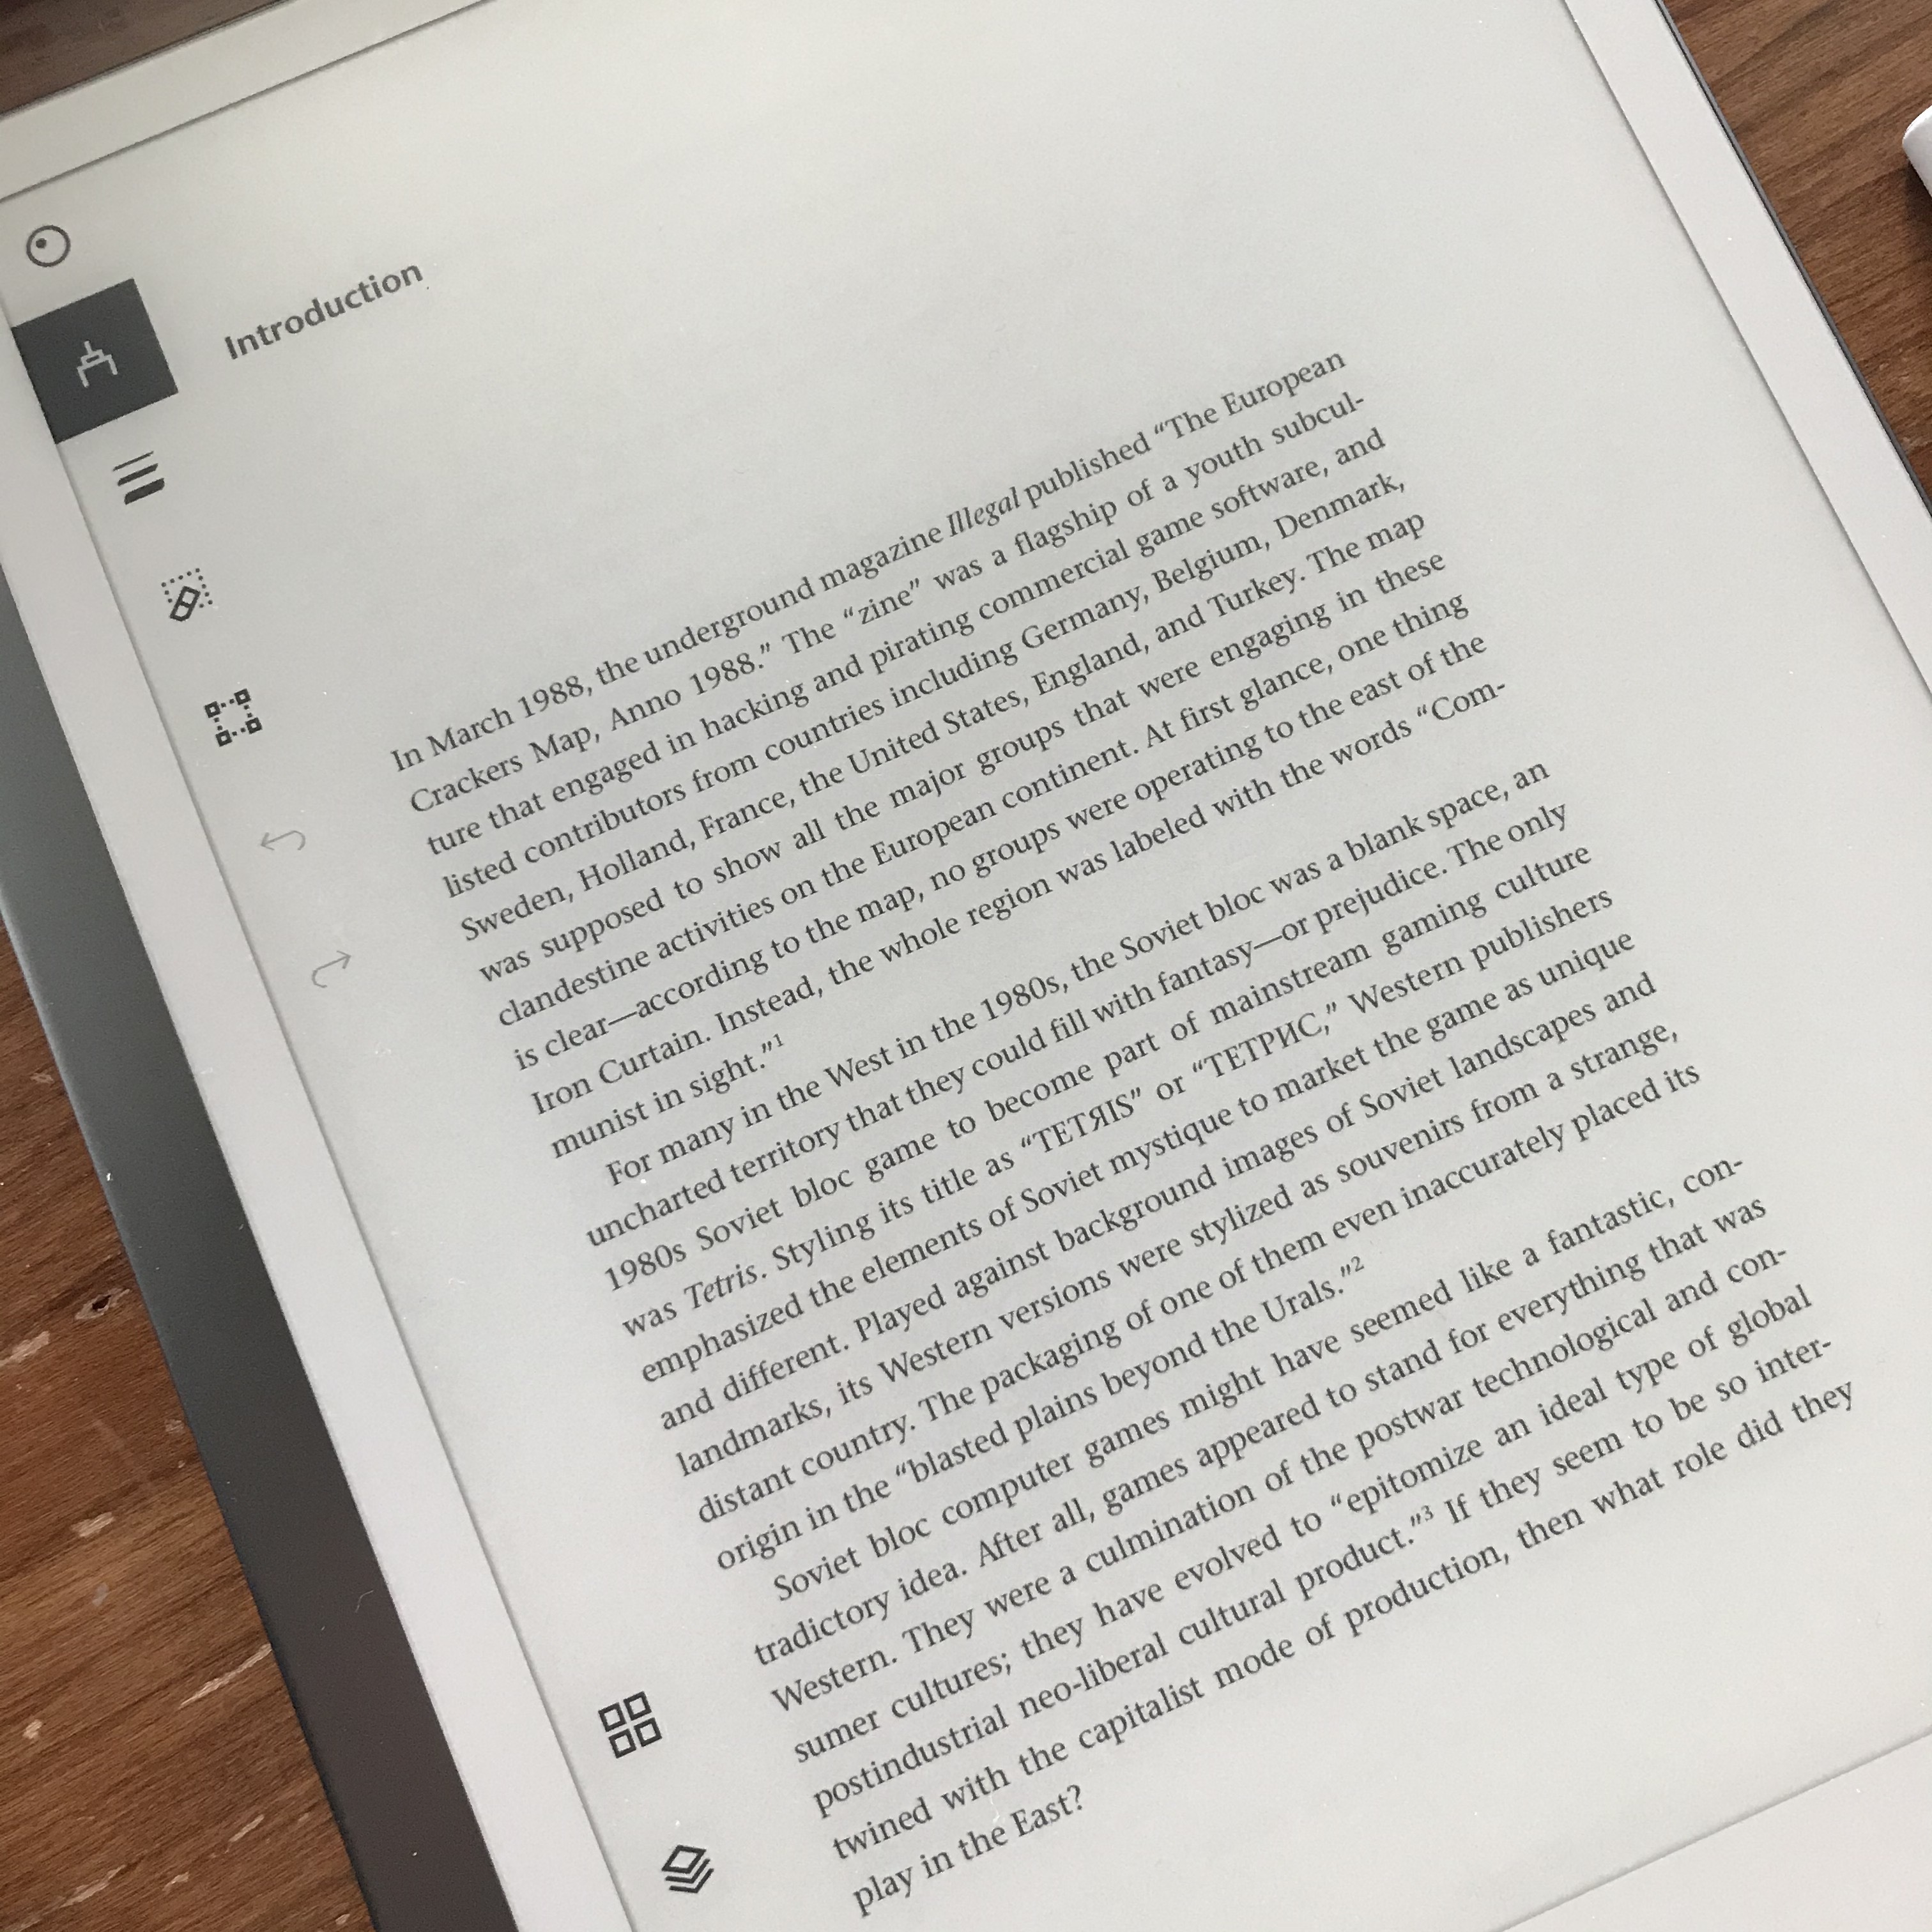 Introduction
In March 1988, the underground magazine Illegal published “The European
Crackers Map, Anno 1988.” The “zine” was a flagship of a youth subcul-
ture that engaged in hacking and pirating commercial game software, and
listed contributors from countries including Germany, Belgium, Denmark,
Sweden, Holland, France, the United States, England, and Turkey. The map
was supposed to show all the major groups that were engaging in these
clandestine activities on the European continent. At first glance, one thing
is clear—according to the map, no groups were operating to the east of the
Iron Curtain. Instead, the whole region was labeled with the words “Com-
munist in sight.”¹
For many in the West in the 1980s, the Soviet bloc was a blank space, an
uncharted territory that they could fill with fantasy—or prejudice. The only
1980s Soviet bloc game to become part of mainstream gaming culture
was Tetris. Styling its title as “TETЯIS” or “ТЕТРИС,” Western publishers
emphasized the elements of Soviet mystique to market the game as unique
and different. Played against background images of Soviet landscapes and
landmarks, its Western versions were stylized as souvenirs from a strange,
distant country. The packaging of one of them even inaccurately placed its
origin in the “blasted plains beyond the Urals.”²
Soviet bloc computer games might have seemed like a fantastic, con-
tradictory idea. After all, games appeared to stand for everything that was
Western. They were a culmination of the postwar technological and con-
sumer cultures; they have evolved to “epitomize an ideal type of global
postindustrial neo-liberal cultural product.”³ If they seem to be so inter-
twined with the capitalist mode of production, then what role did they
play in the East?